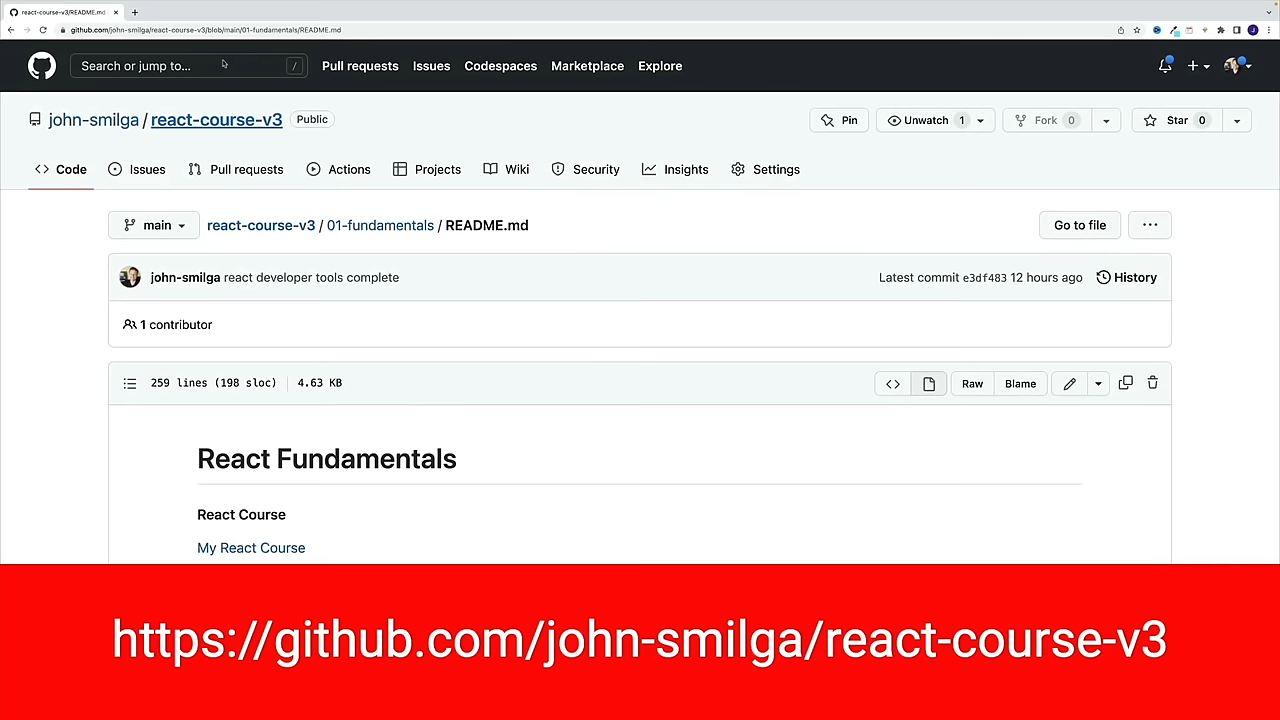 react-course-v3/README.md
github.com/john-smilga/react-course-v3/blob/main/01-fundamentals/README.md
Search or jump to... /
Pull requests Issues Codespaces Marketplace Explore
john-smilga / react-course-v3 Public
Pin Unwatch 1 Fork 0 Star 0
Code Issues Pull requests Actions Projects Wiki Security Insights Settings
main react-course-v3 / 01-fundamentals / README.md Go to file
john-smilga react developer tools complete Latest commit e3df483 12 hours ago History
1 contributor
259 lines (198 sloc) 4.63 KB Raw Blame
React Fundamentals
React Course
My React Course
https://github.com/john-smilga/react-course-v3